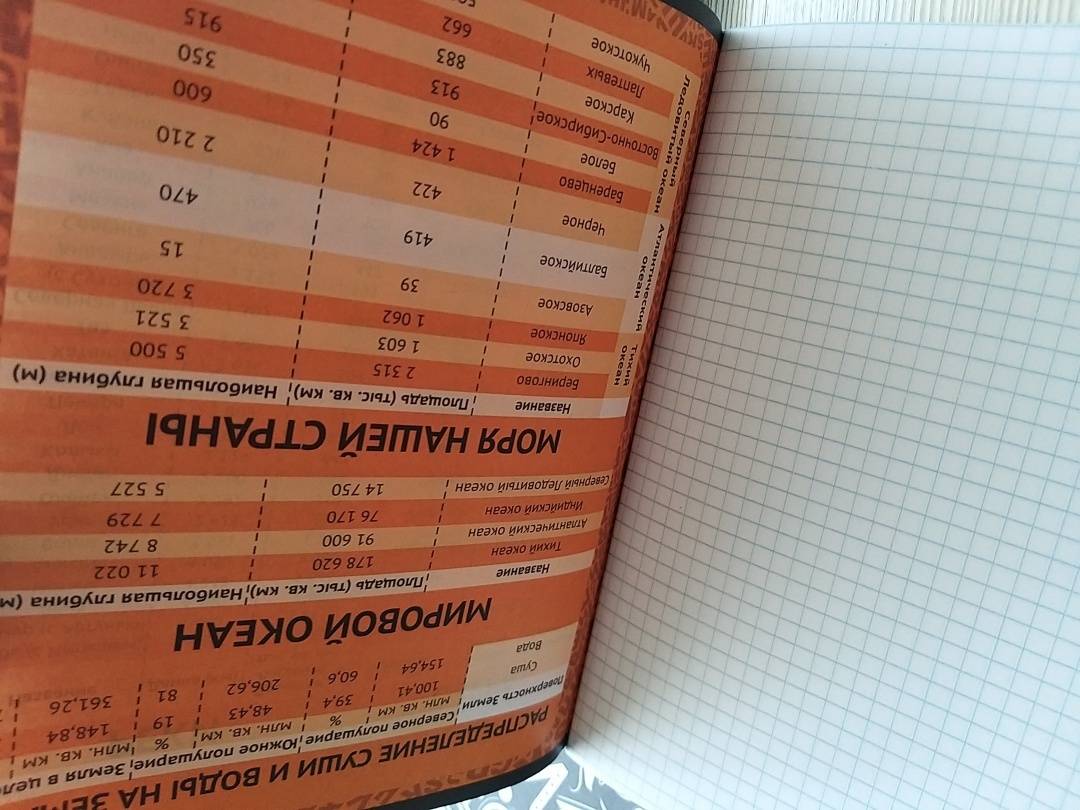 РАСПРЕДЕЛЕНИЕ СУШИ И ВОДЫ НА ЗЕМ
Поверхность Земли Северное полушарие Южное полушарие Земля в цело
млн. кв. км % млн. кв. км % млн. кв. км
Суша 100,41 39,4 48,43 19 148,84
Вода 154,64 60,6 206,62 81 361,26
МИРОВОЙ ОКЕАН
Название Площадь (тыс. кв. км) Наибольшая глубина (м)
Тихий океан 178 620 11 022
Атлантический океан 91 600 8 742
Индийский океан 76 170 7 729
Северный Ледовитый океан 14 750 5 527
МОРЯ НАШЕЙ СТРАНЫ
Название Площадь (тыс. кв. км) Наибольшая глубина (м)
Тихий океан
Берингово 2 315 5 500
Охотское 1 603 3 521
Японское 1 062 3 720
Атлантический океан
Азовское 39 15
Балтийское 419 470
Черное 422 2 210
Северный Ледовитый океан
Баренцево 1 424 600
Белое 90 350
Восточно-Сибирское 913 915
Карское 883
Лаптевых 662
Чукотское